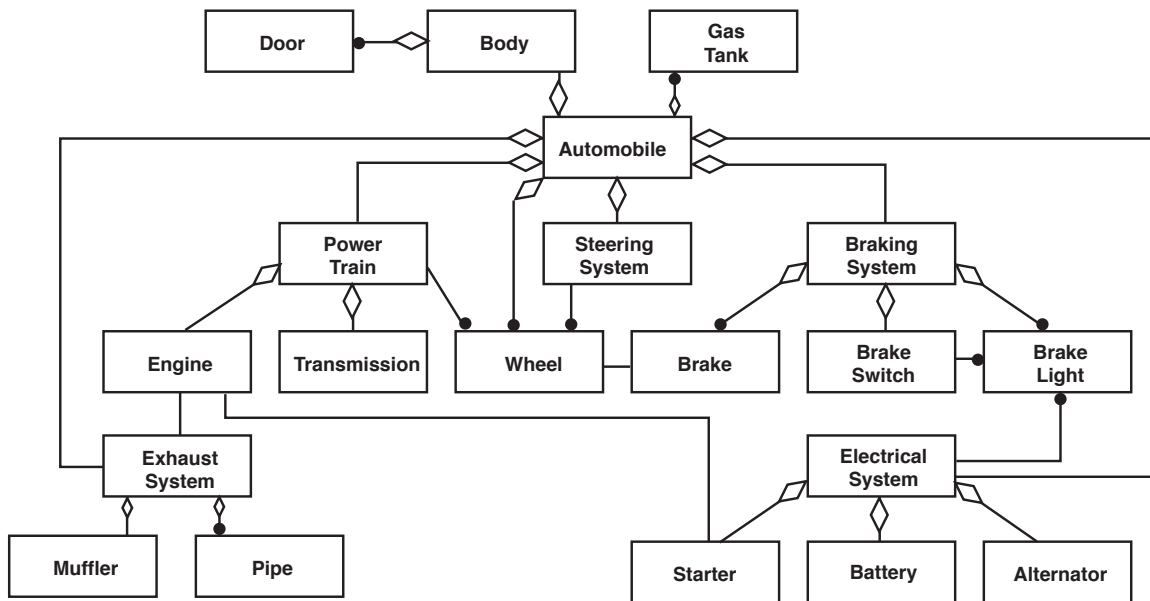 Door
Body
Gas
Tank
Automobile
Power
Train
Steering
System
Braking
System
Engine
Transmission
Wheel
Brake
Brake
Switch
Brake
Light
Exhaust
System
Electrical
System
Muffler
Pipe
Starter
Battery
Alternator